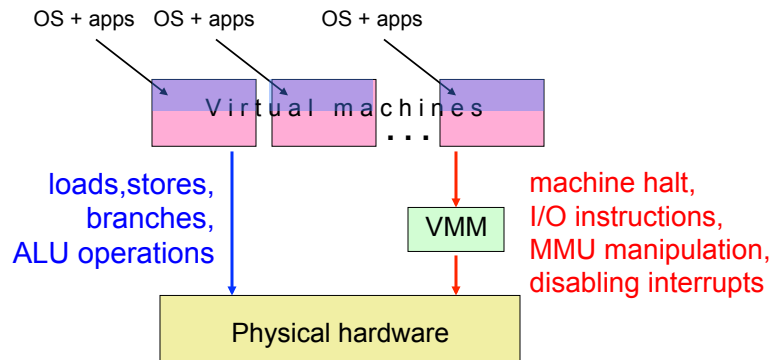 OS + apps OS + apps OS + apps
Virtual machines
...
loads,stores,
branches,
ALU operations
VMM
machine halt,
I/O instructions,
MMU manipulation,
disabling interrupts
Physical hardware